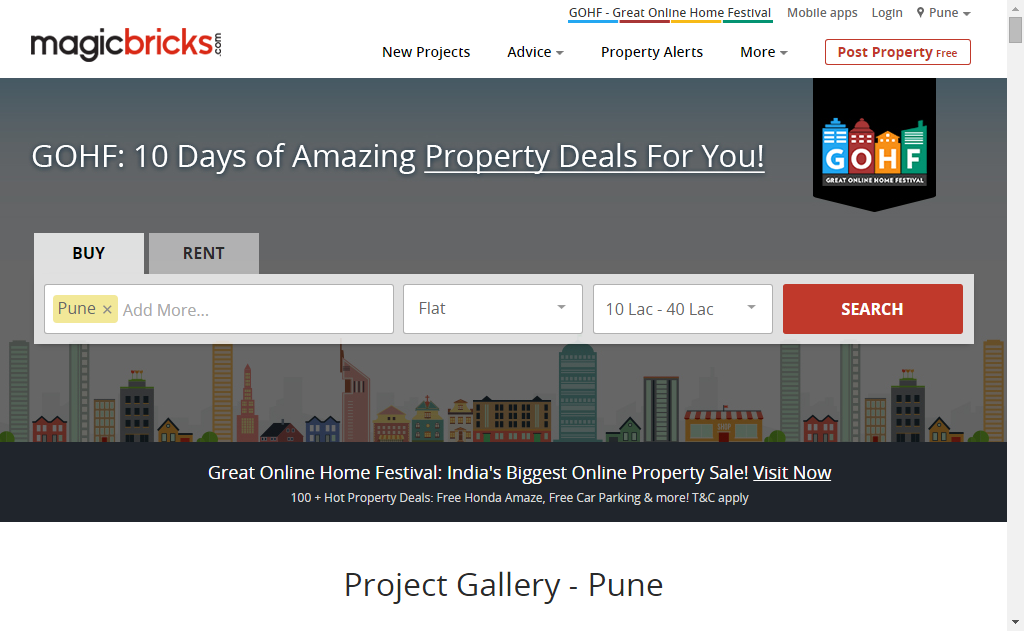 GOHF - Great Online Home Festival Mobile apps Login Pune
magicbricks.com
New Projects Advice Property Alerts More Post Property Free
GOHF: 10 Days of Amazing Property Deals For You!
GOHF
GREAT ONLINE HOME FESTIVAL
BUY RENT
Pune × Add More... Flat 10 Lac - 40 Lac SEARCH
SHOP
Great Online Home Festival: India's Biggest Online Property Sale! Visit Now
100 + Hot Property Deals: Free Honda Amaze, Free Car Parking & more! T&C apply
Project Gallery - Pune